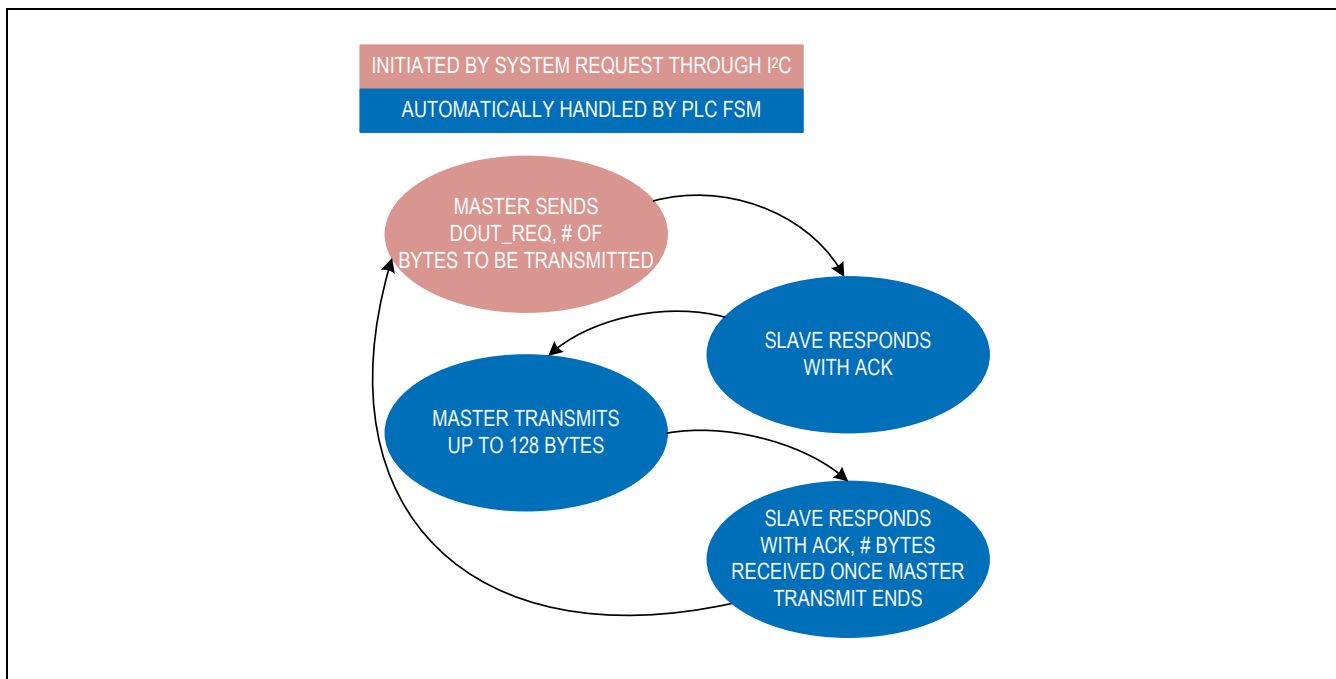 INITIATED BY SYSTEM REQUEST THROUGH I²C
AUTOMATICALLY HANDLED BY PLC FSM
MASTER SENDS
DOUT_REQ, # OF
BYTES TO BE TRANSMITTED
SLAVE RESPONDS
WITH ACK
MASTER TRANSMITS
UP TO 128 BYTES
SLAVE RESPONDS
WITH ACK, # BYTES
RECEIVED ONCE MASTER
TRANSMIT ENDS